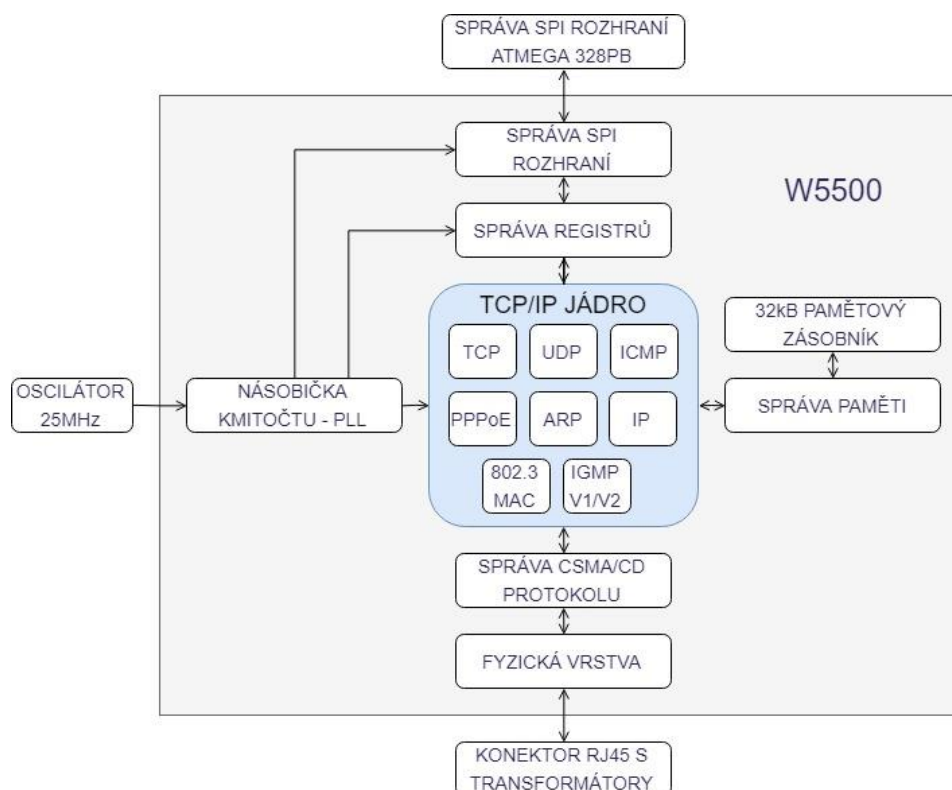 SPRÁVA SPI ROZHRANÍ
ATMEGA 328PB
SPRÁVA SPI
ROZHRANÍ
W5500
SPRÁVA REGISTRŮ
TCP/IP JÁDRO
TCP
UDP
ICMP
32kB PAMĚTOVÝ
ZÁSOBNÍK
OSCILÁTOR
25MHz
NÁSOBIČKA
KMITOČTU - PLL
PPPoE
ARP
IP
SPRÁVA PAMĚTI
802.3
MAC
IGMP
V1/V2
SPRÁVA CSMA/CD
PROTOKOLU
FYZICKÁ VRSTVA
KONEKTOR RJ45 S
TRANSFORMÁTORY